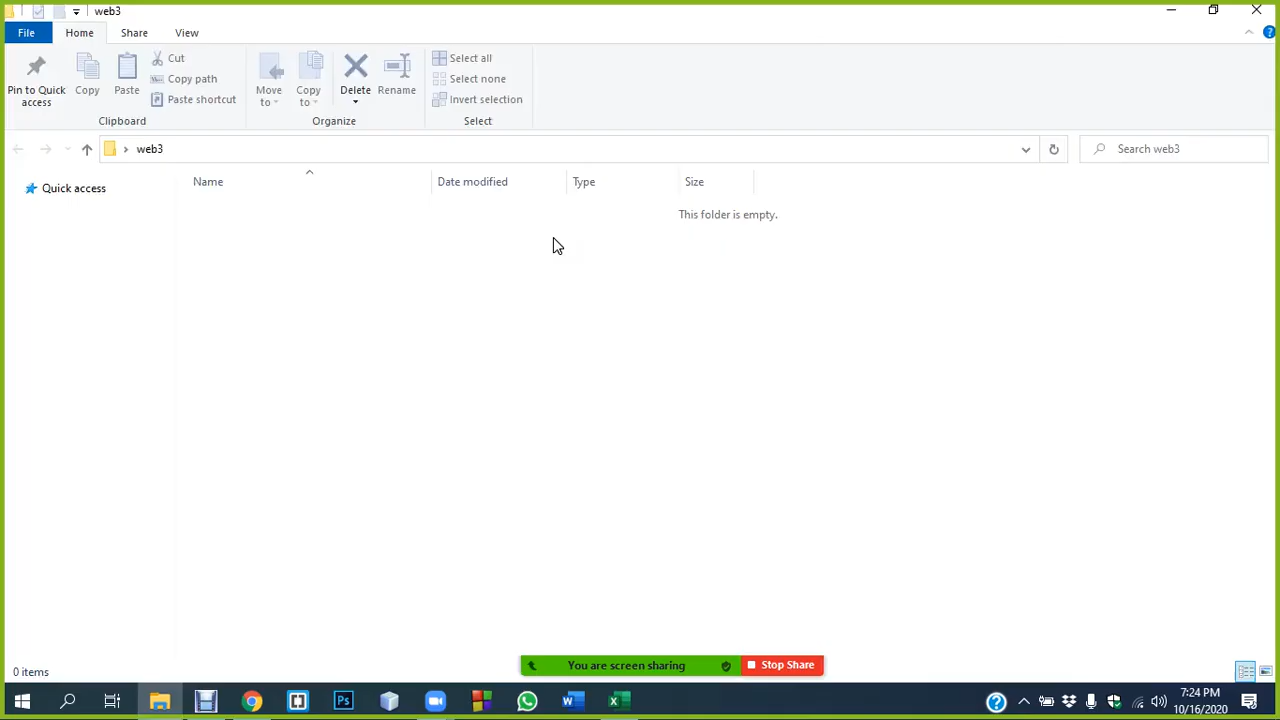 web3
File
Home
Share
View
Pin to Quick access
Copy
Paste
Cut
Copy path
Paste shortcut
Clipboard
Move to
Copy to
Delete
Rename
Organize
Select all
Select none
Invert selection
Select
web3
Search web3
Quick access
Name
Date modified
Type
Size
This folder is empty.
0 items
You are screen sharing
Stop Share
7:24 PM
10/16/2020